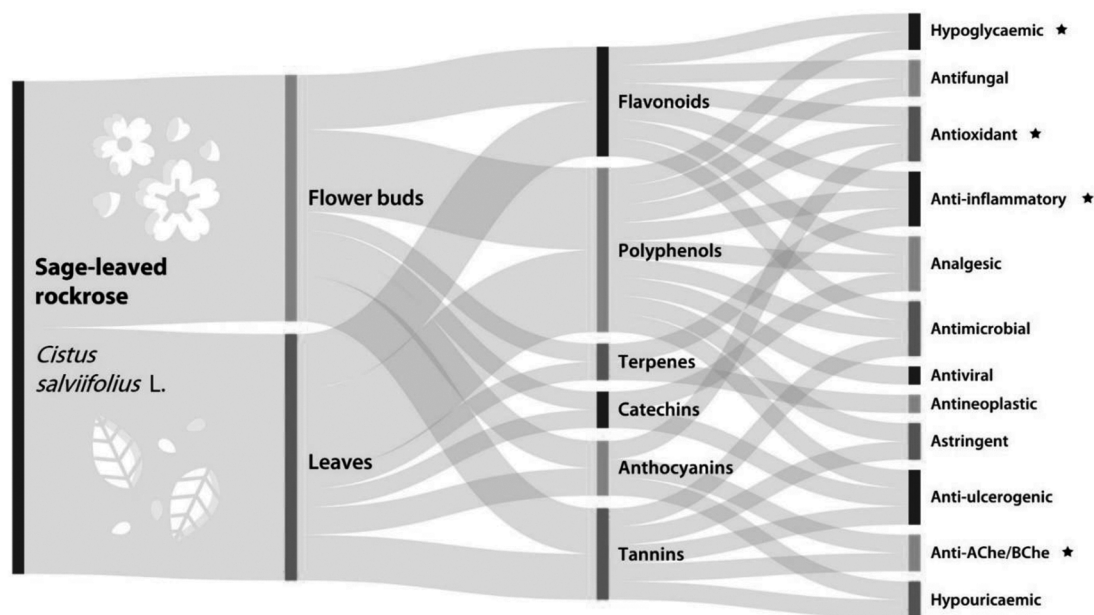 Sage-leaved
rockrose
Cistus
salviifolius L.
Flower buds
Leaves
Flavonoids
Polyphenols
Terpenes
Catechins
Anthocyanins
Tannins
Hypoglycaemic ★
Antifungal
Antioxidant ★
Anti-inflammatory ★
Analgesic
Antimicrobial
Antiviral
Antineoplastic
Astringent
Anti-ulcerogenic
Anti-AChe/BChe ★
Hypouricaemic